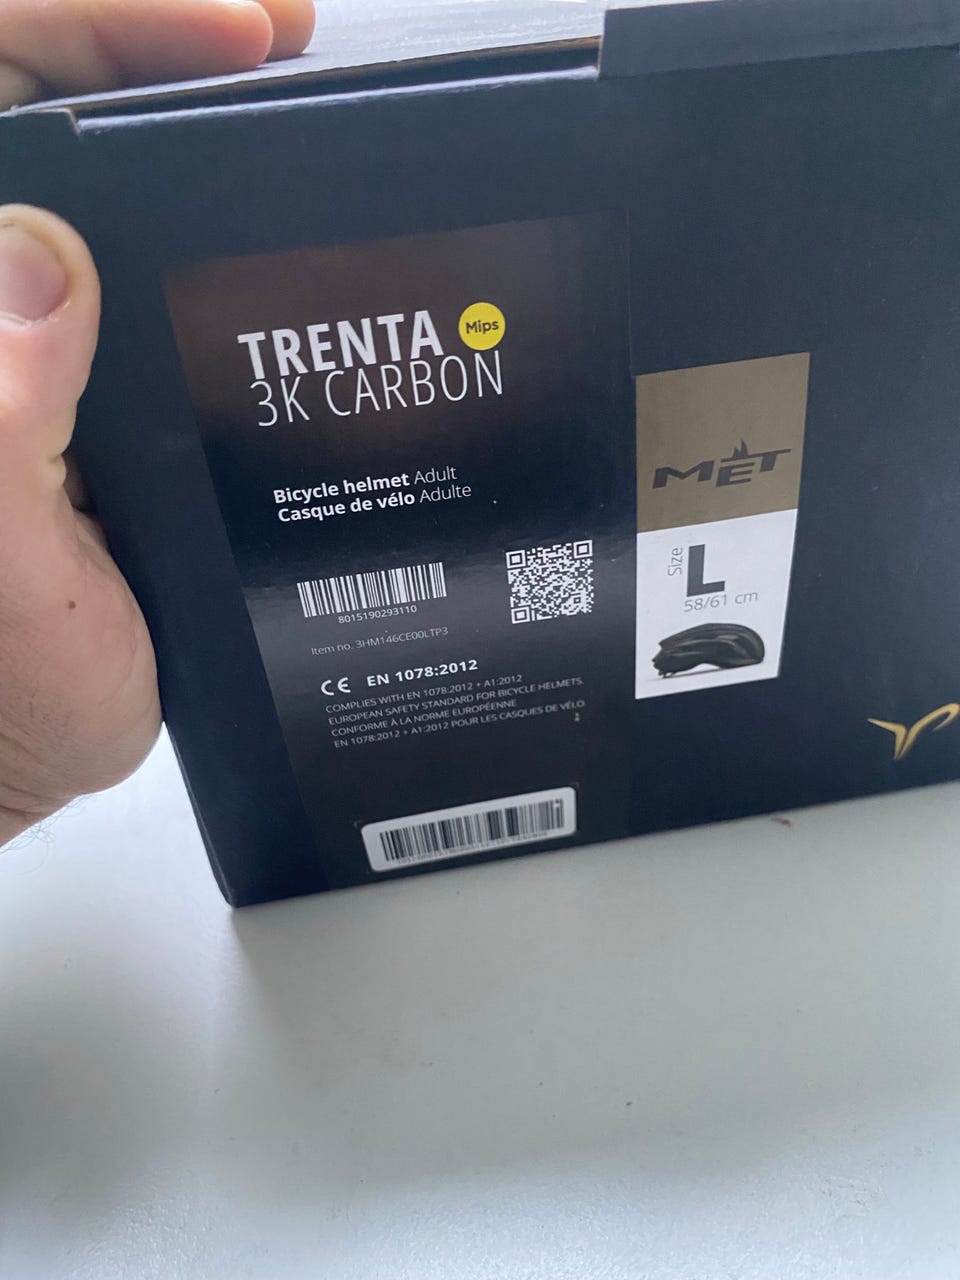 TRENTA
Mips
3K CARBON
Bicycle helmet Adult
Casque de vélo Adulte
8015190293110
Item no. 3HM146CE00LTP3
CE EN 1078:2012
COMPLIES WITH EN 1078:2012 + A1:2012
EUROPEAN SAFETY STANDARD FOR BICYCLE HELMETS.
CONFORME À LA NORME EUROPÉENNE
EN 1078:2012 + A1:2012 POUR LES CASQUES DE VÉLO.
MET
Size
L
58/61 cm